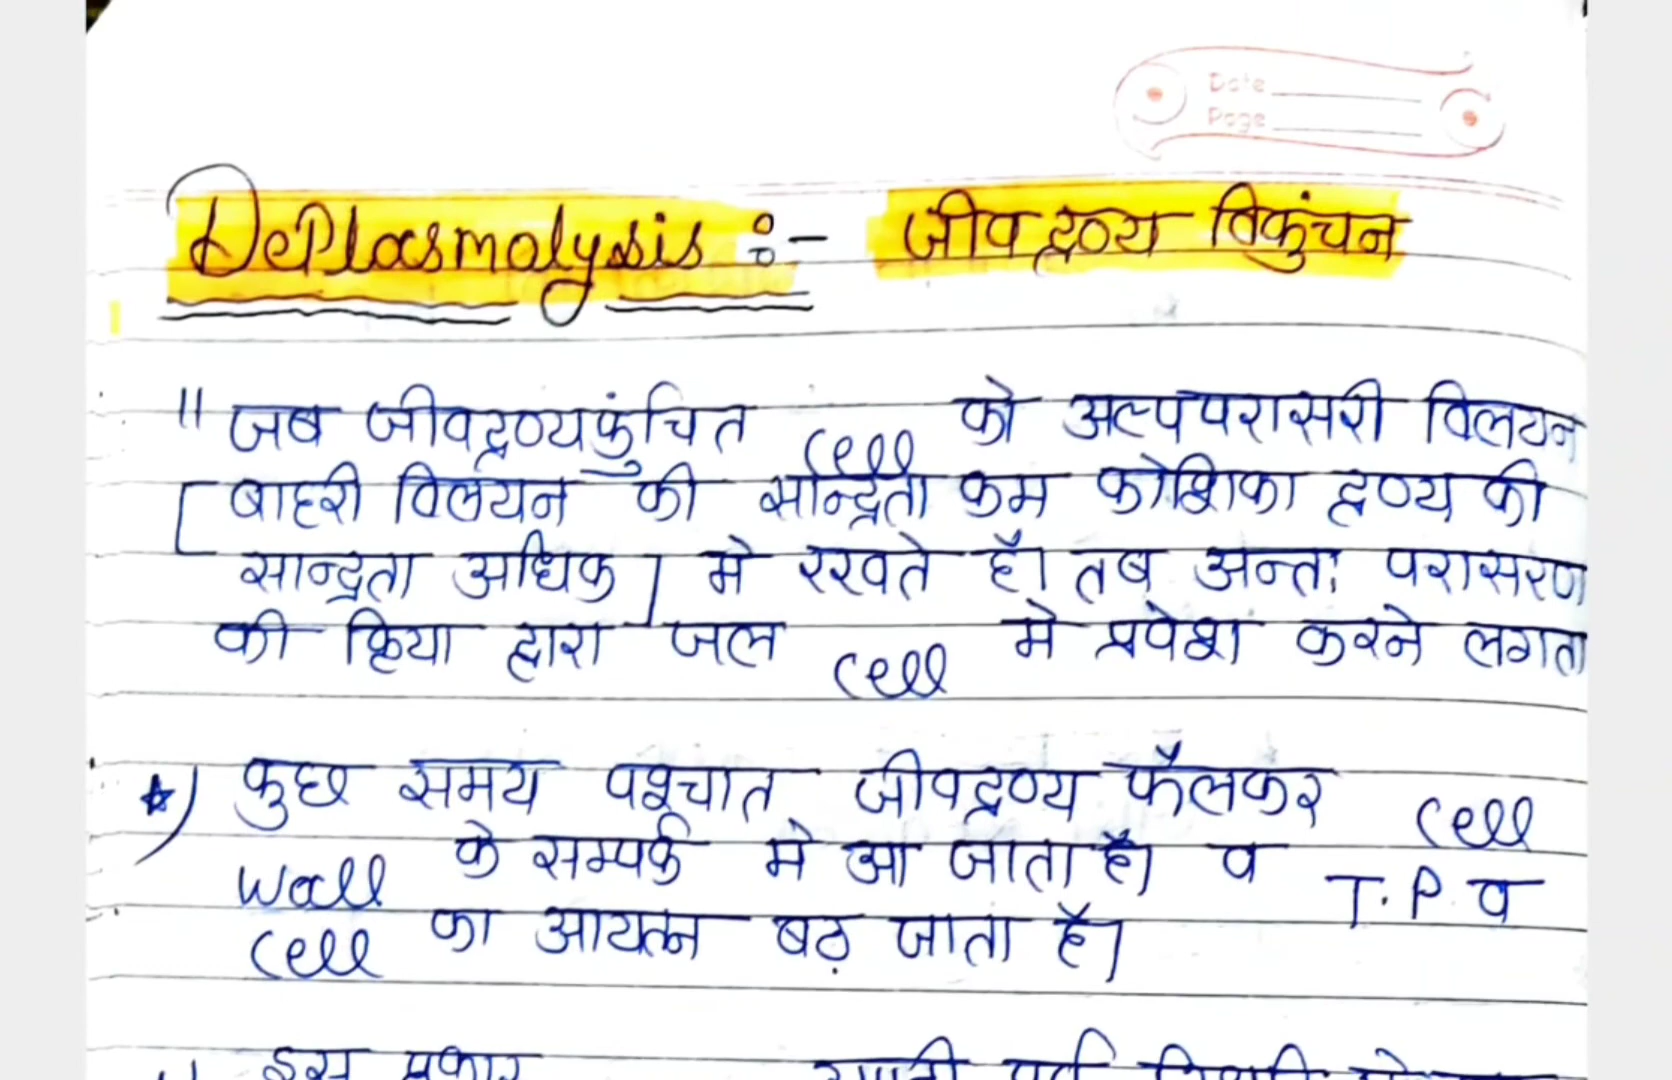 Date
Page
DePlasmolysis :- जीव द्रव्य विकुंचन
"जब जीवद्रव्यकुंचित cell को अल्पपरासरी विलयन
[बाहरी विलयन की सान्द्रता कम कोशिका द्रव्य की
सान्द्रता अधिक] मे रखते है। तब अन्तः परासरण
की क्रिया द्वारा जल cell मे प्रवेश करने लगता
*) कुछ समय पश्चात जीवद्रव्य फैलकर cell
wall के सम्पर्क मे आ जाता है। व T.P. व
cell का आयतन बढ़ जाता है।
इस प्रकार